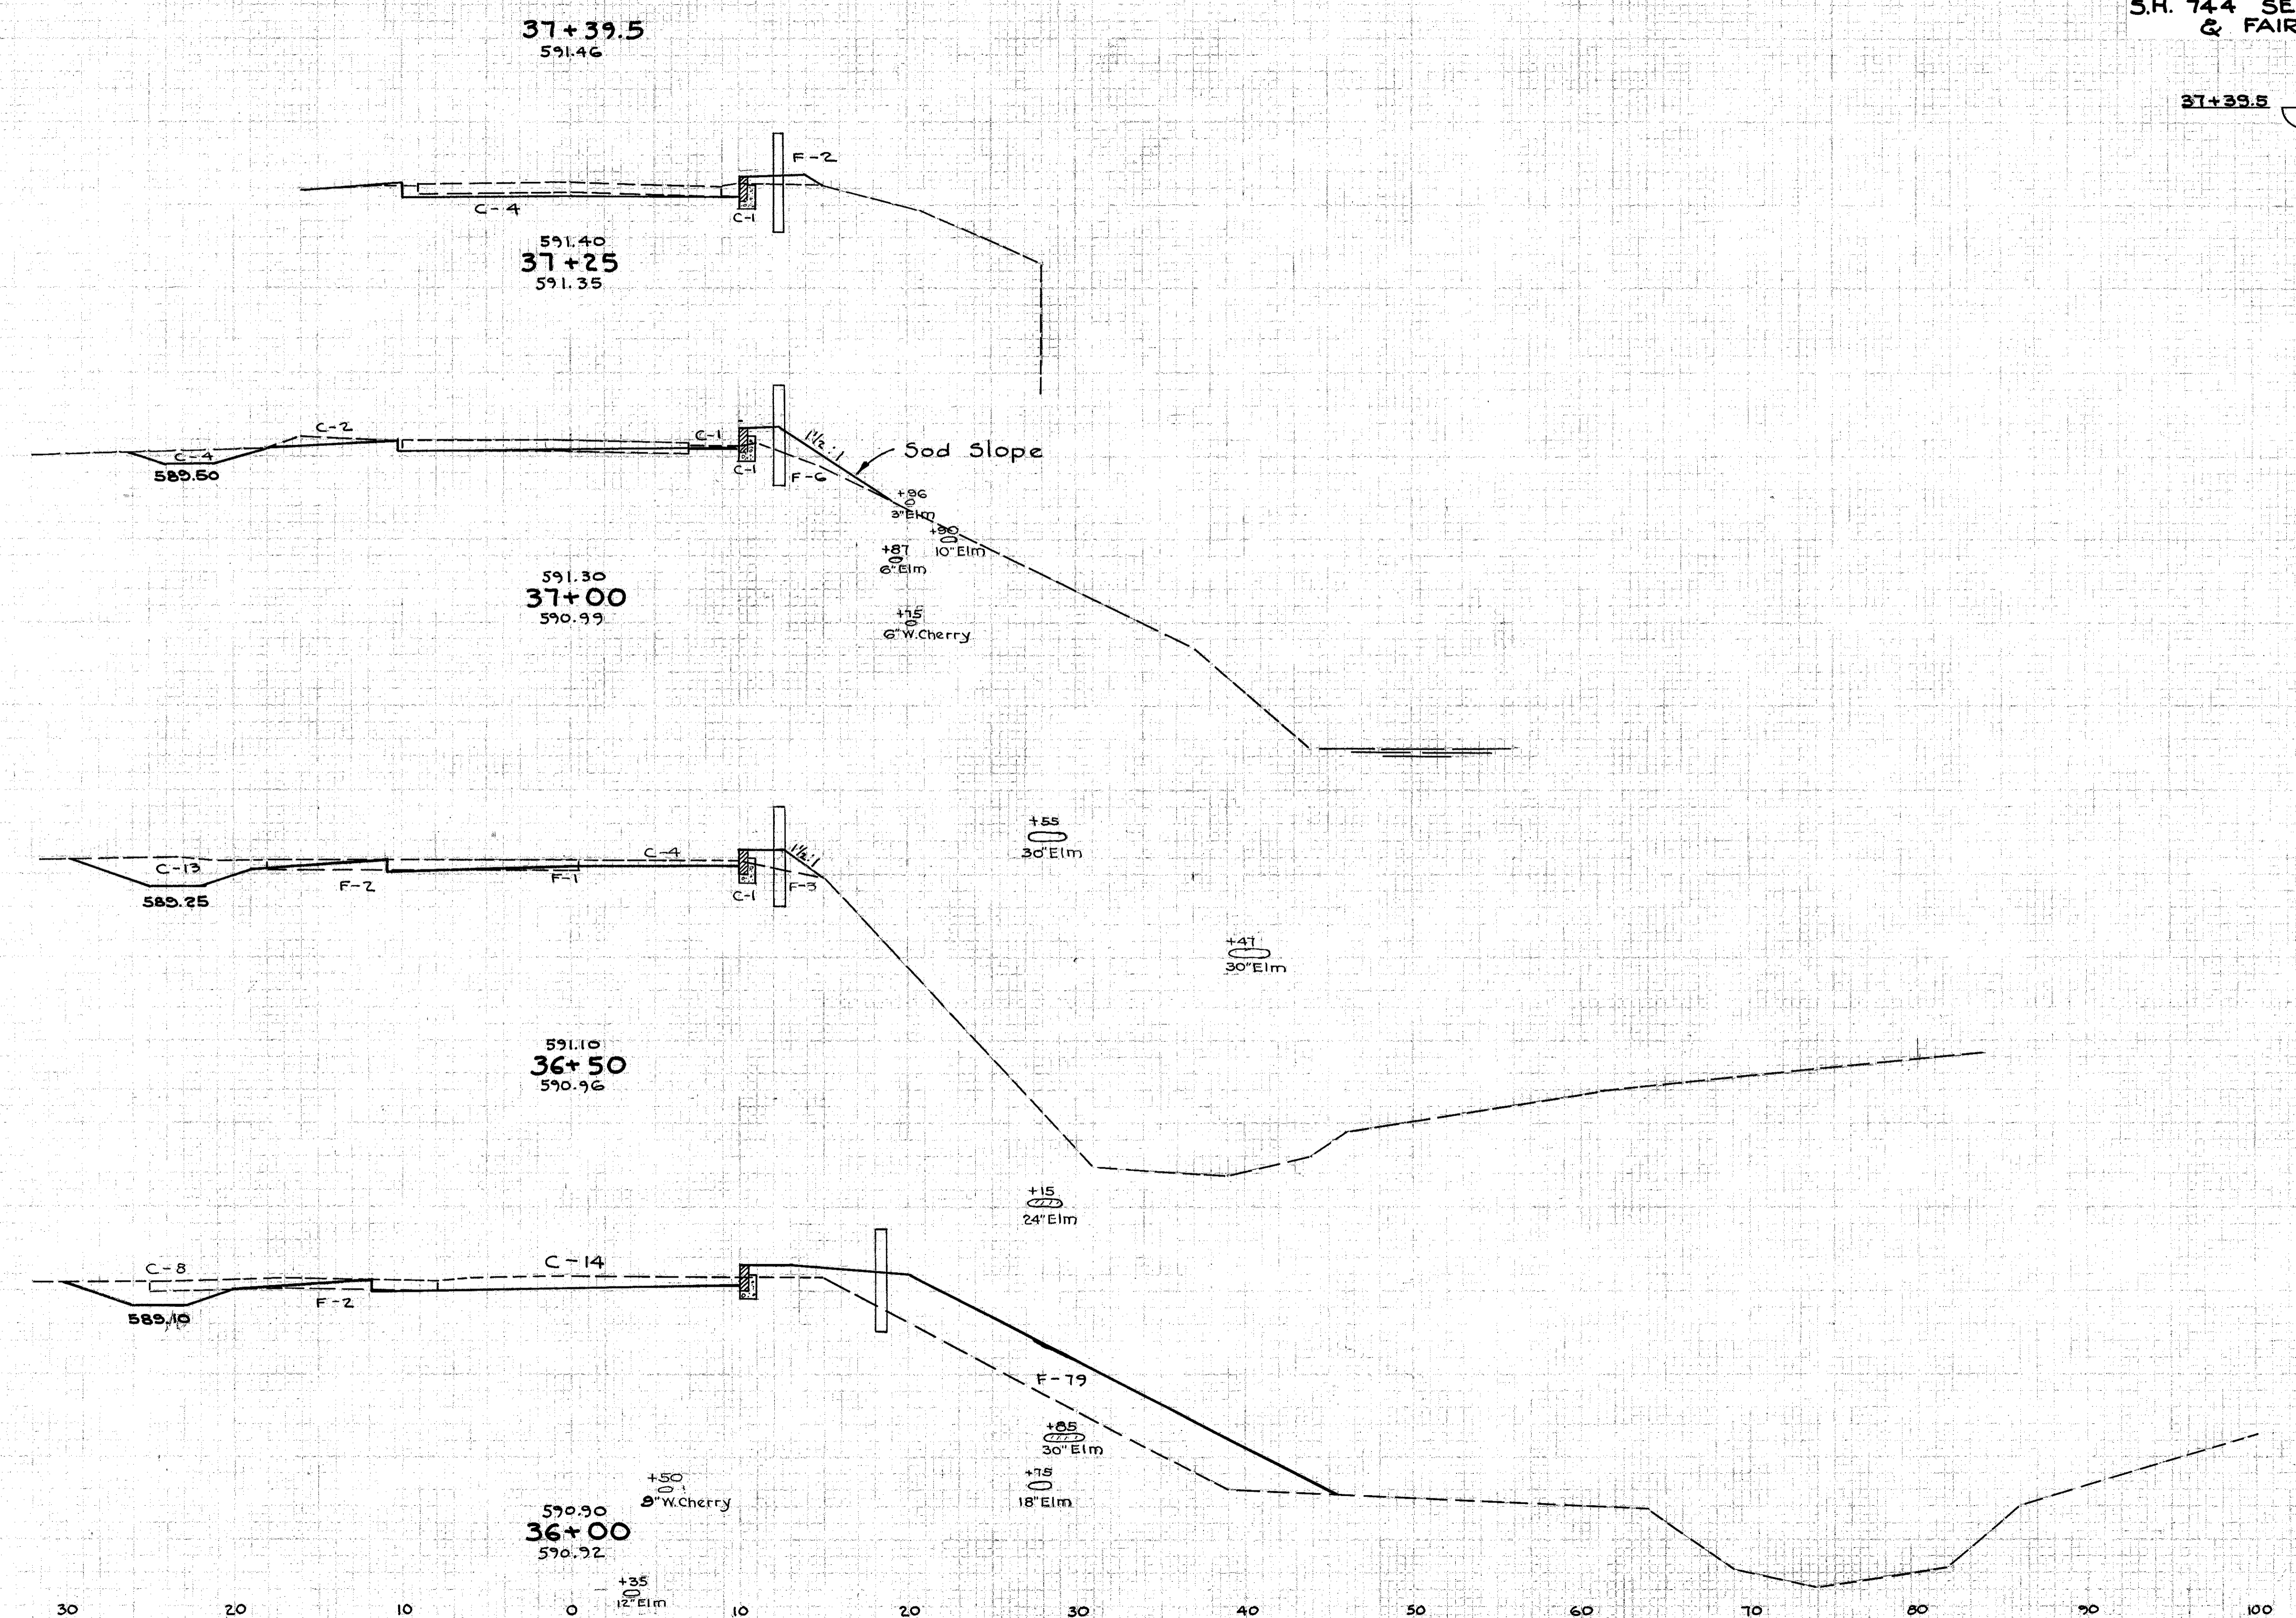 S.H. 744 SE
& FAIR
37+39.5
591.46
37+39.5
F-2
C-4
C-1
591.40
37+25
591.35
C-2
C-4
589.50
C-1
C-1
1½:1
F-6
Sod Slope
+96
3"Elm
+90
10"Elm
+87
6"Elm
591.30
37+00
590.99
+75
6"W.Cherry
+55
30"Elm
C-13
589.25
F-2
F-1
C-4
C-1
1½:1
F-3
+47
30"Elm
591.10
36+50
590.96
+15
24"Elm
C-8
589.10
F-2
C-14
F-79
+85
30"Elm
+75
18"Elm
+50
9"W.Cherry
590.90
36+00
590.92
+35
12"Elm
30 20 10 0 10 20 30 40 50 60 70 80 90 100